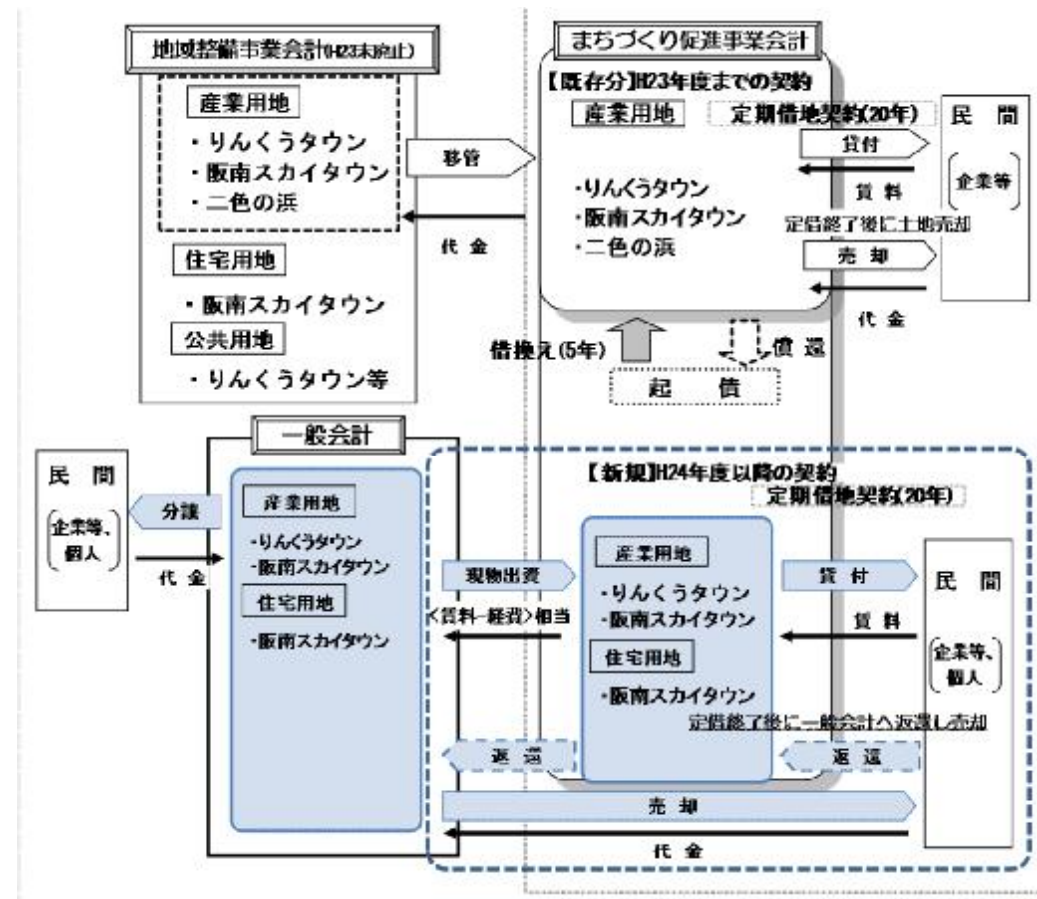 地域整備事業会計(H23末廃止)
産業用地
・りんくうタウン
・阪南スカイタウン
・二色の浜
住宅用地
・阪南スカイタウン
公共用地
・りんくうタウン等
移管
代金
まちづくり促進事業会計
【既存分】H23年度までの契約
産業用地
定期借地契約(20年)
・りんくうタウン
・阪南スカイタウン
・二色の浜
貸付
賃料
定借終了後に土地売却
売却
代金
民間
(企業等)
借換え(5年)
償還
起債
一般会計
民間
(企業等、
個人)
分譲
代金
産業用地
・りんくうタウン
・阪南スカイタウン
住宅用地
・阪南スカイタウン
【新規】H24年度以降の契約
定期借地契約(20年)
現物出資
<賃料-経費>相当
産業用地
・りんくうタウン
・阪南スカイタウン
住宅用地
・阪南スカイタウン
貸付
賃料
民間
(企業等、
個人)
定借終了後に一般会計へ返還し売却
返還
返還
売却
代金